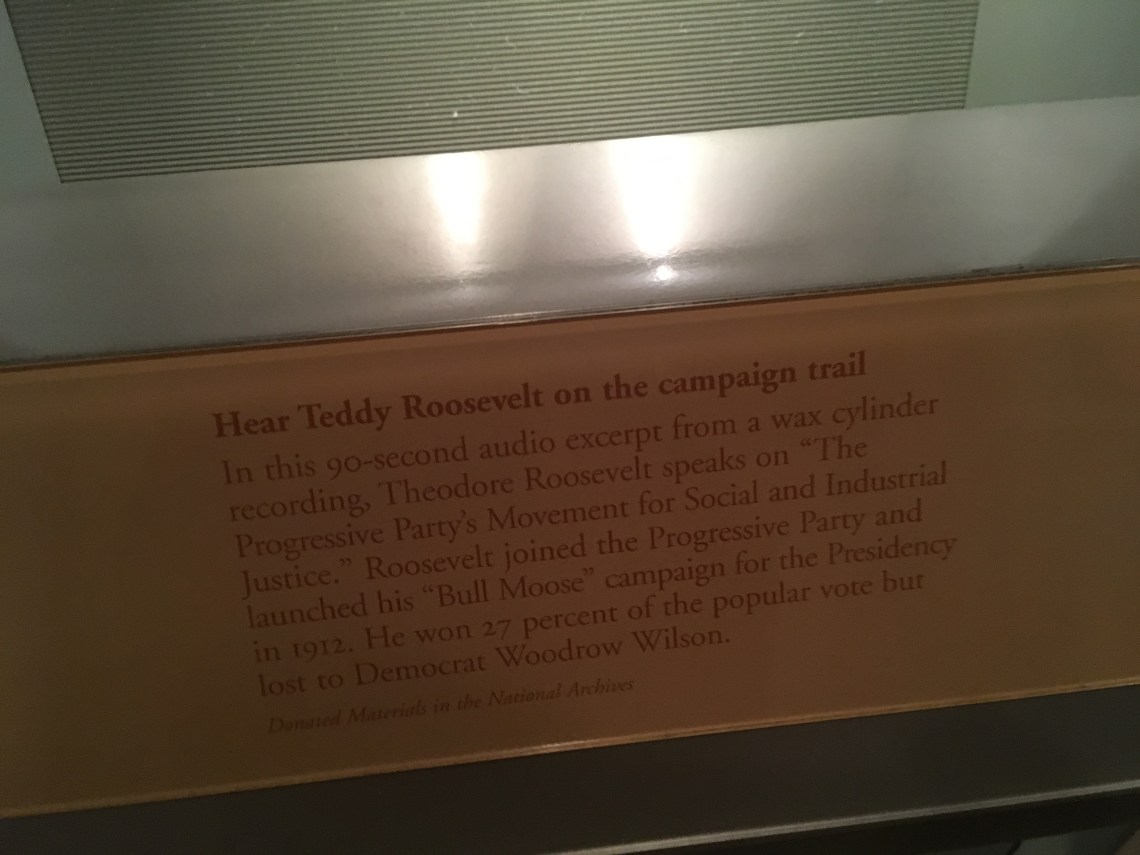 Hear Teddy Roosevelt on the campaign trail
In this 90-second audio excerpt from a wax cylinder
recording, Theodore Roosevelt speaks on “The
Progressive Party’s Movement for Social and Industrial
Justice.” Roosevelt joined the Progressive Party and
launched his “Bull Moose” campaign for the Presidency
in 1912. He won 27 percent of the popular vote but
lost to Democrat Woodrow Wilson.
Donated Materials in the National Archives